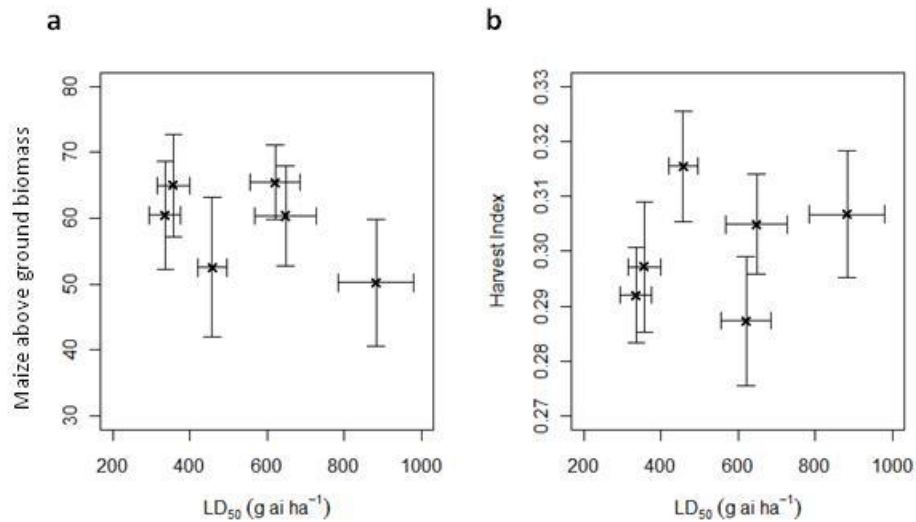 a
Maize above ground biomass
80
70
60
50
40
30
200 400 600 800 1000
LD₅₀ (g ai ha⁻¹)
b
Harvest Index
0.33
0.32
0.31
0.30
0.29
0.28
0.27
200 400 600 800 1000
LD₅₀ (g ai ha⁻¹)